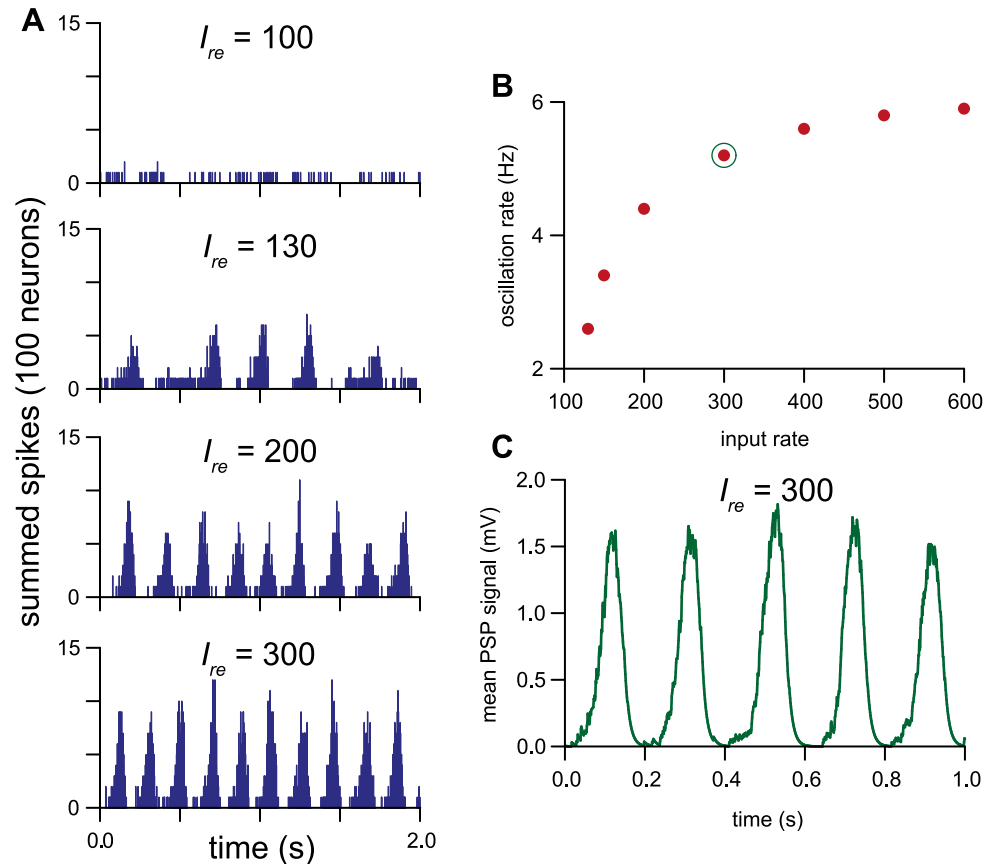 A
I_re = 100
15
0
I_re = 130
15
0
I_re = 200
15
0
I_re = 300
15
0
0.0
2.0
time (s)
summed spikes (100 neurons)
B
6
4
2
oscillation rate (Hz)
100 200 300 400 500 600
input rate
C
I_re = 300
2.0
1.5
1.0
0.5
0.0
mean PSP signal (mV)
0.0 0.2 0.4 0.6 0.8 1.0
time (s)